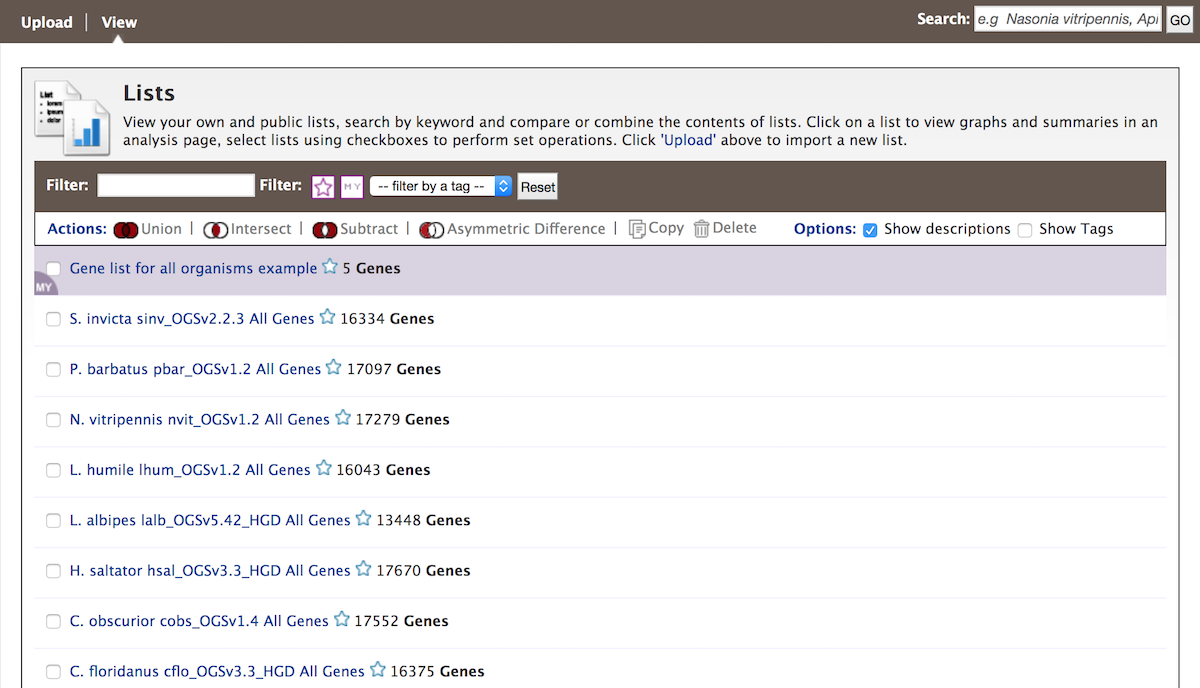 Upload | View
Search: e.g Nasonia vitripennis, Api GO
Lists
View your own and public lists, search by keyword and compare or combine the contents of lists. Click on a list to view graphs and summaries in an
analysis page, select lists using checkboxes to perform set operations. Click 'Upload' above to import a new list.
List
lorem
ipsum
dolor
Filter: Filter: MY -- filter by a tag -- Reset
Actions: Union | Intersect | Subtract | Asymmetric Difference | Copy Delete Options: Show descriptions Show Tags
Gene list for all organisms example 5 Genes
MY
S. invicta sinv_OGSv2.2.3 All Genes 16334 Genes
P. barbatus pbar_OGSv1.2 All Genes 17097 Genes
N. vitripennis nvit_OGSv1.2 All Genes 17279 Genes
L. humile lhum_OGSv1.2 All Genes 16043 Genes
L. albipes lalb_OGSv5.42_HGD All Genes 13448 Genes
H. saltator hsal_OGSv3.3_HGD All Genes 17670 Genes
C. obscurior cobs_OGSv1.4 All Genes 17552 Genes
C. floridanus cflo_OGSv3.3_HGD All Genes 16375 Genes